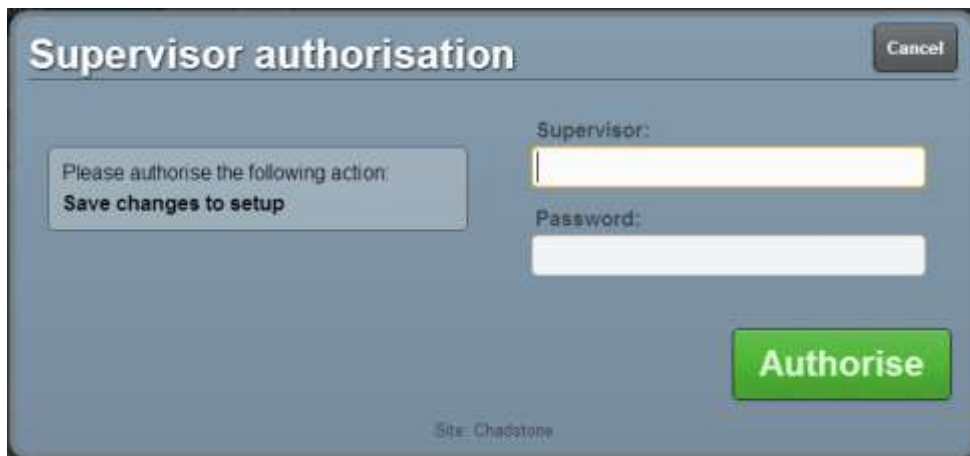 Supervisor authorisation
Cancel
Please authorise the following action:
Save changes to setup
Supervisor:
Password:
Authorise
Site: Chadstone